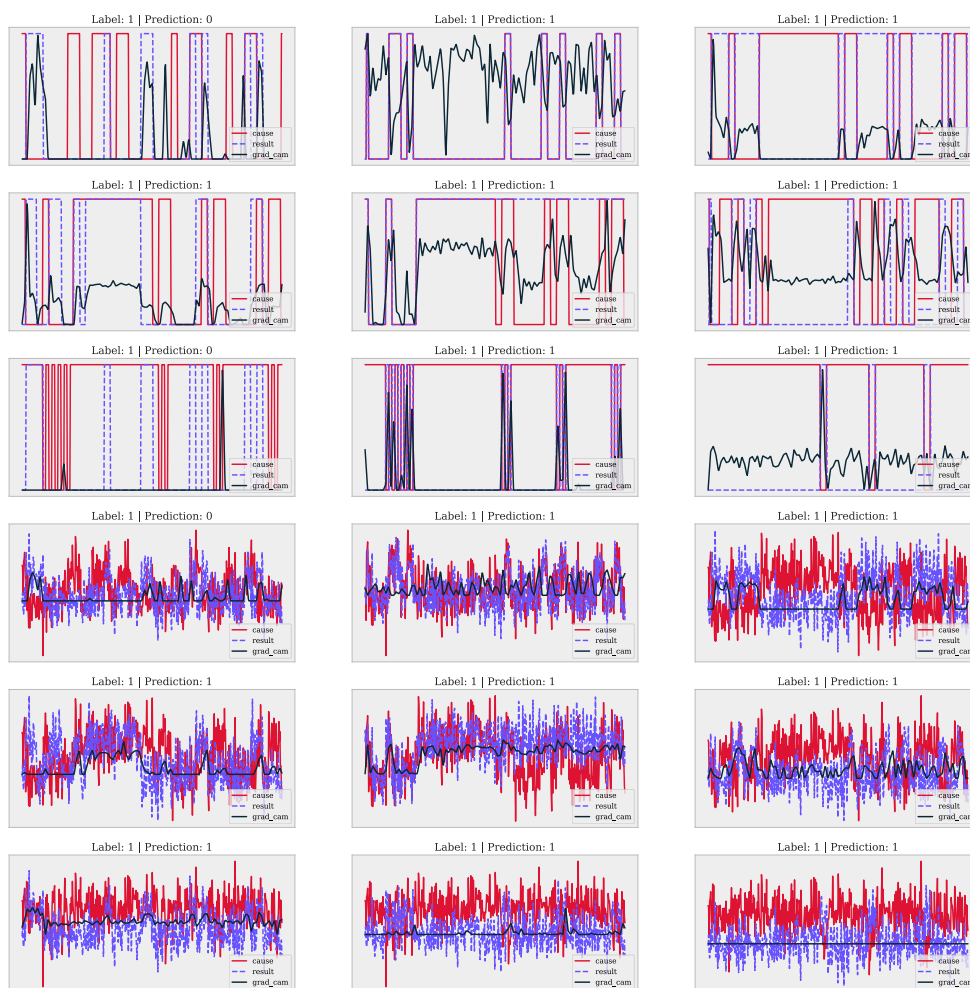 Label: 1 | Prediction: 0
cause
result
grad_cam
Label: 1 | Prediction: 1
cause
result
grad_cam
Label: 1 | Prediction: 1
cause
result
grad_cam
Label: 1 | Prediction: 1
cause
result
grad_cam
Label: 1 | Prediction: 1
cause
result
grad_cam
Label: 1 | Prediction: 1
cause
result
grad_cam
Label: 1 | Prediction: 0
cause
result
grad_cam
Label: 1 | Prediction: 1
cause
result
grad_cam
Label: 1 | Prediction: 1
cause
result
grad_cam
Label: 1 | Prediction: 0
cause
result
grad_cam
Label: 1 | Prediction: 1
cause
result
grad_cam
Label: 1 | Prediction: 1
cause
result
grad_cam
Label: 1 | Prediction: 1
cause
result
grad_cam
Label: 1 | Prediction: 1
cause
result
grad_cam
Label: 1 | Prediction: 1
cause
result
grad_cam
Label: 1 | Prediction: 1
cause
result
grad_cam
Label: 1 | Prediction: 1
cause
result
grad_cam
Label: 1 | Prediction: 1
cause
result
grad_cam